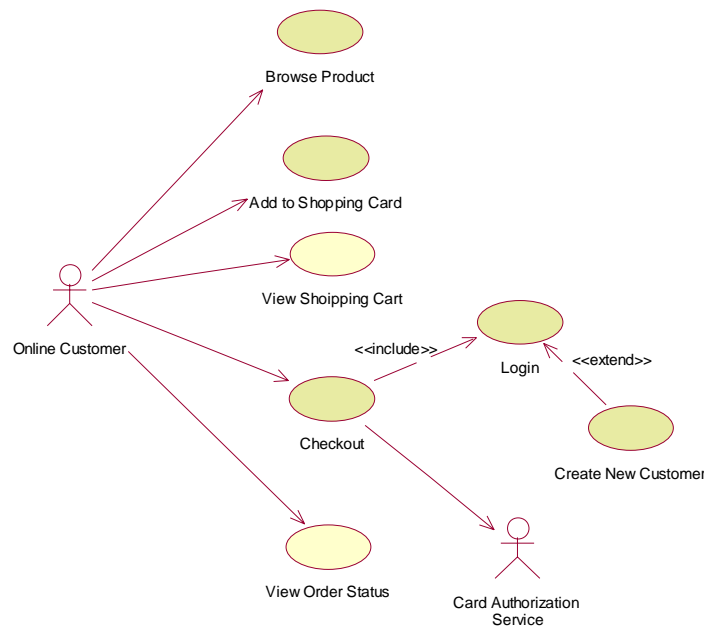 Browse Product
Add to Shopping Card
View Shoipping Cart
Online Customer
<<include>>
Login
<<extend>>
Checkout
Create New Customer
View Order Status
Card Authorization
Service